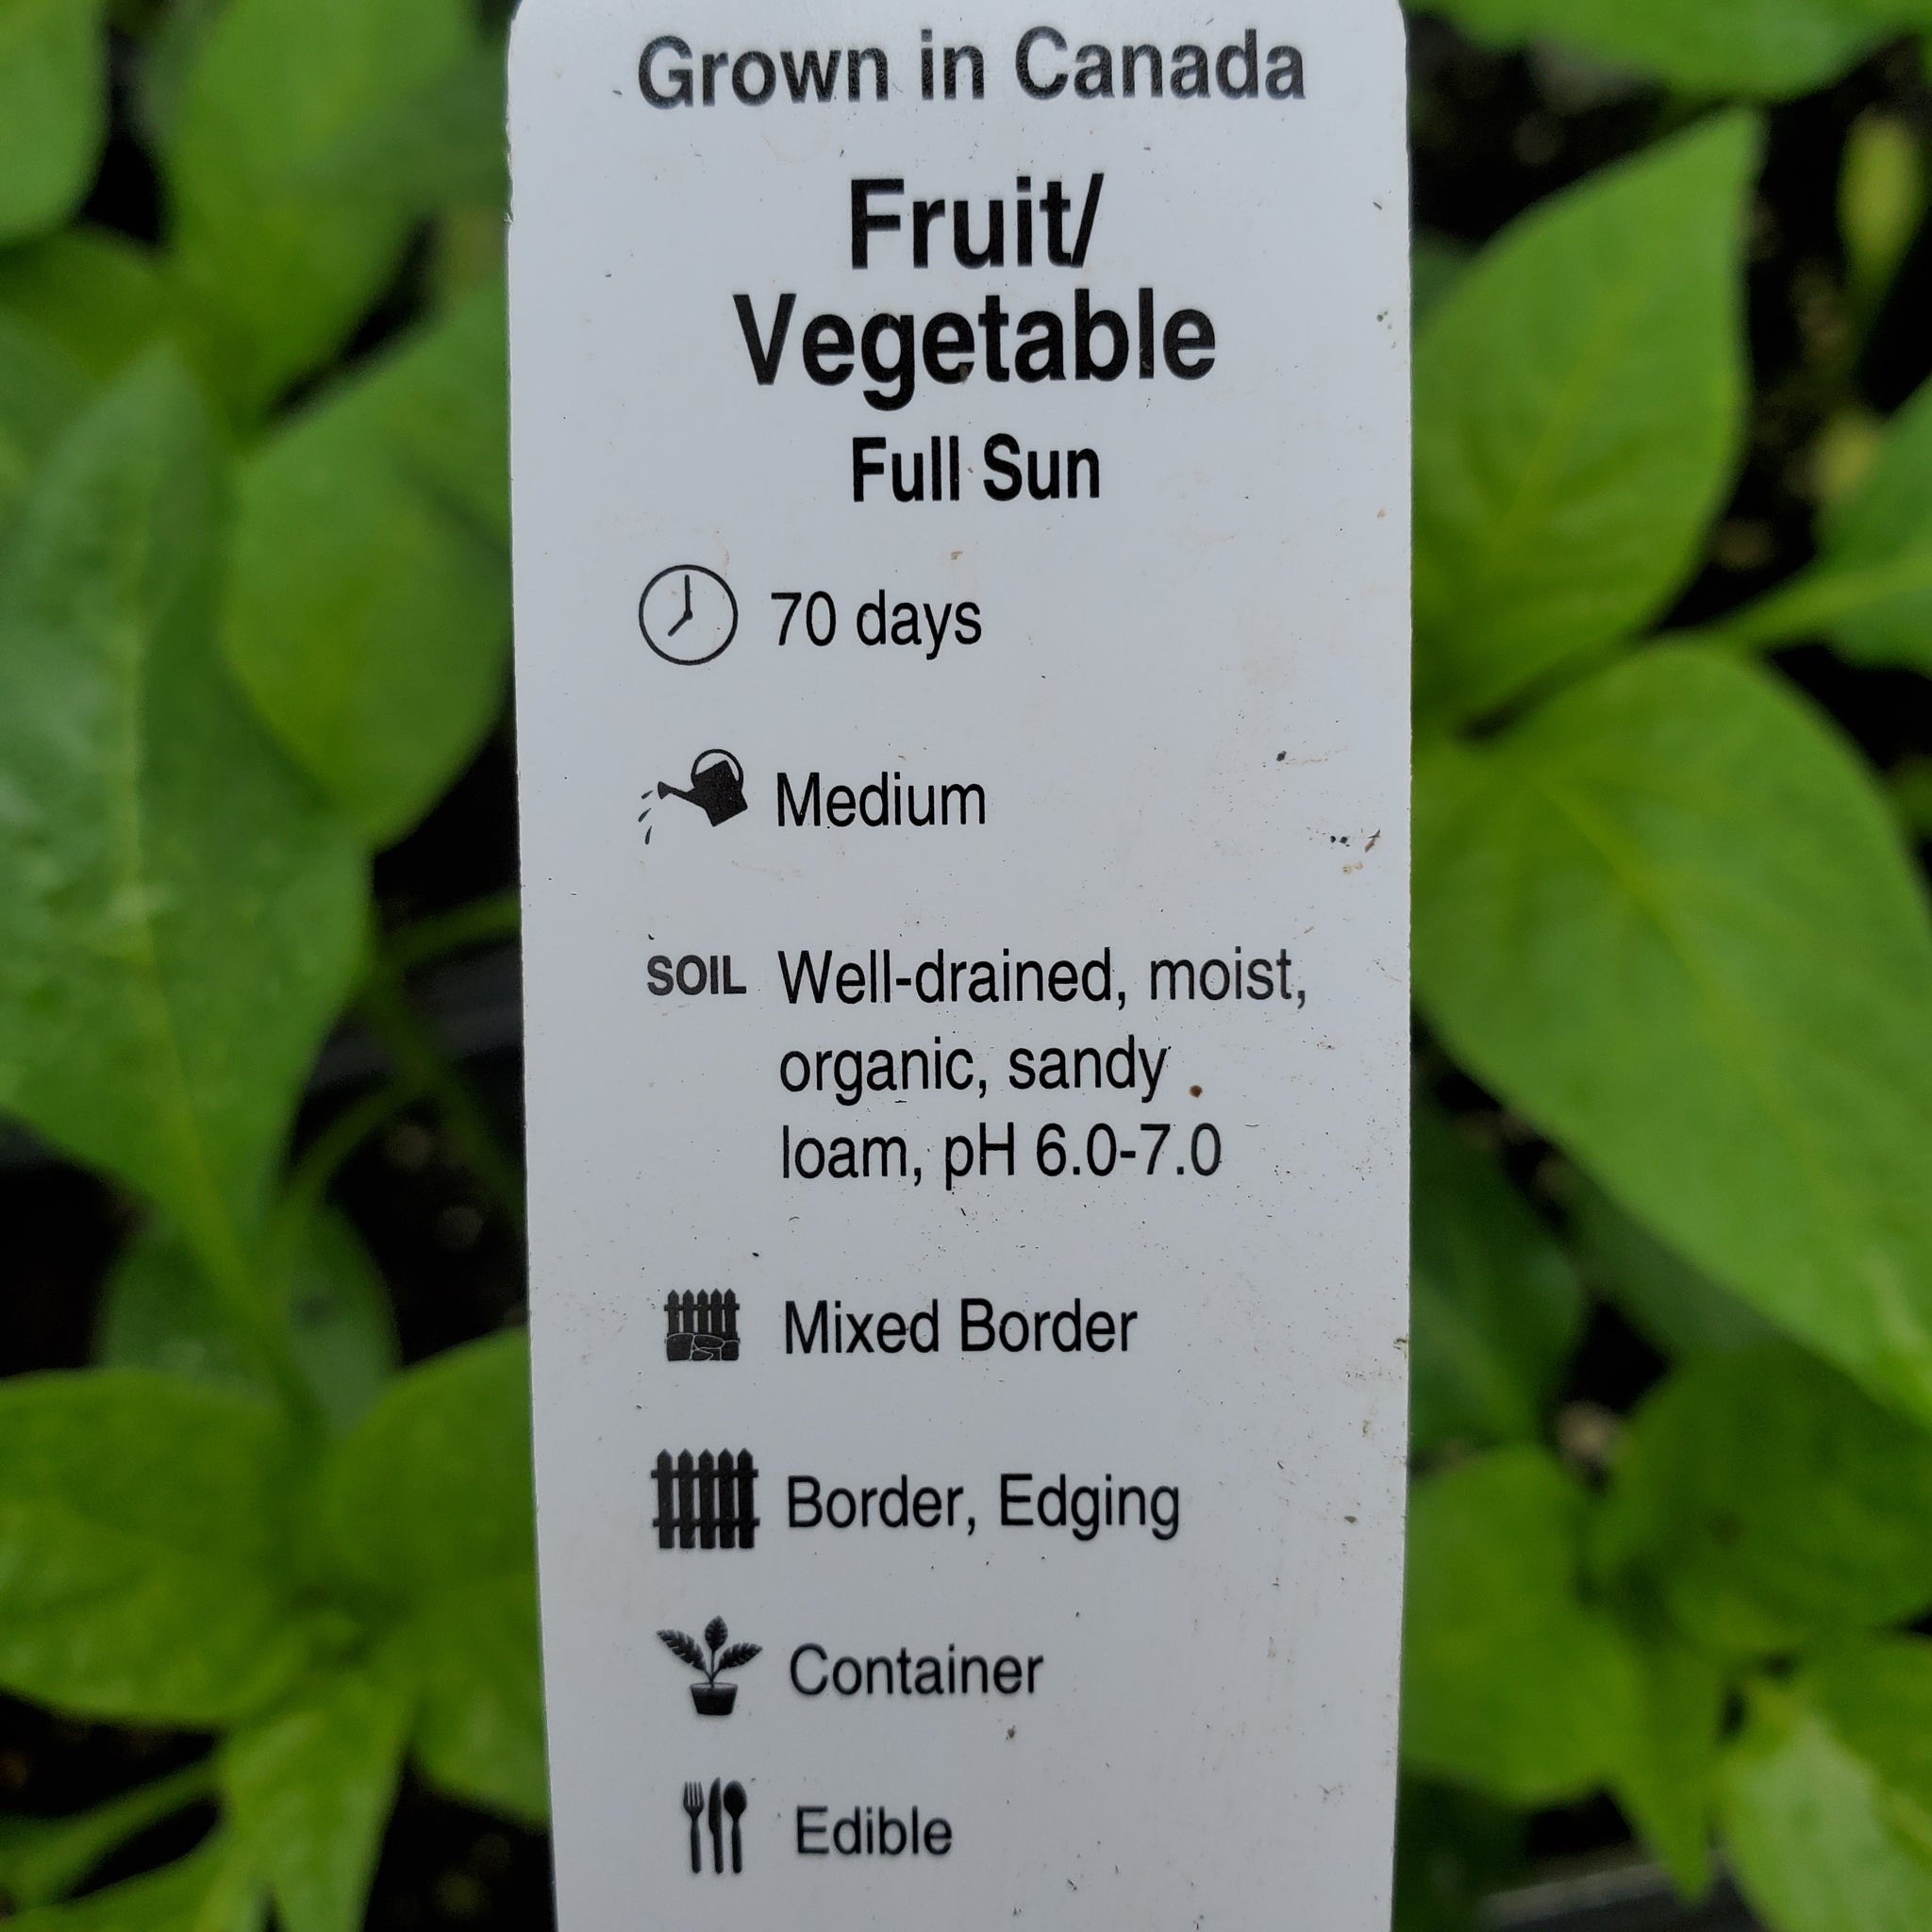 Grown in Canada
Fruit/
Vegetable
Full Sun
70 days
Medium
SOIL Well-drained, moist,
organic, sandy
loam, pH 6.0-7.0
Mixed Border
Border, Edging
Container
Edible